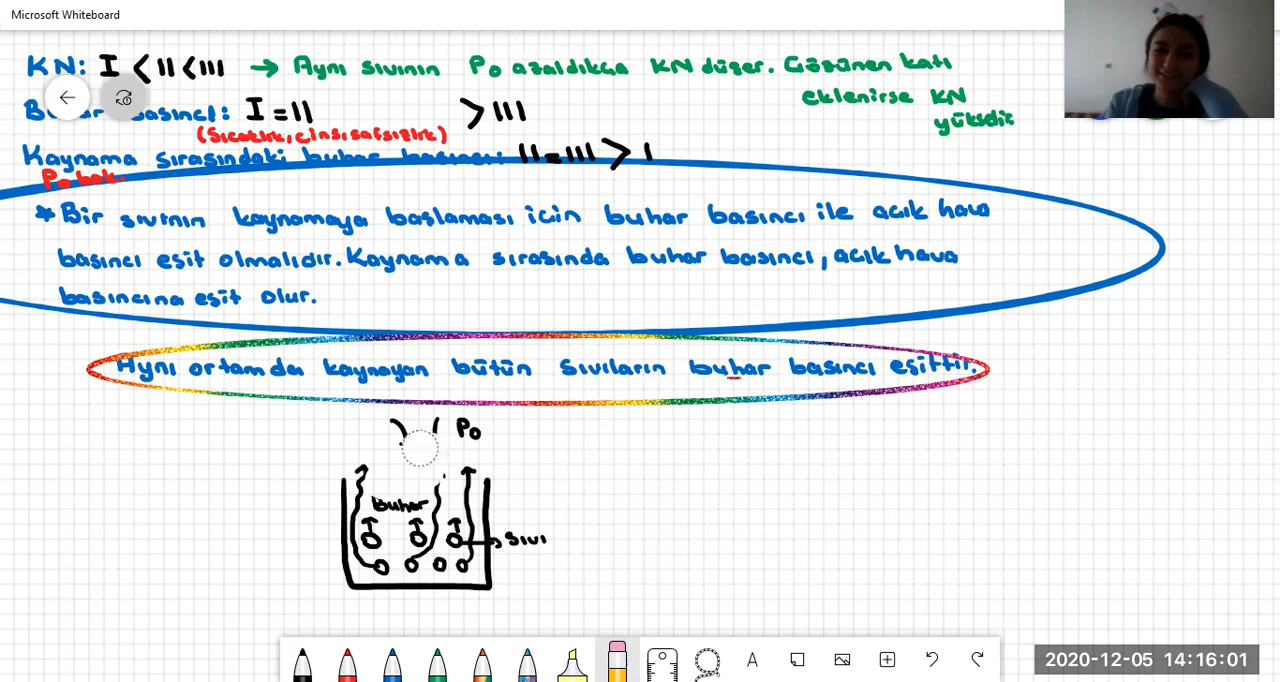 Microsoft Whiteboard
KN: I < II < III → Aynı sıvının P₀ azaldıkça KN düşer. Çözünen katı
eklenirse KN
yükselir
basıncı: I = II > III
(Sıcaklık, cinsi, safsızlık)
Kaynama sırasındaki buhar basıncı: II = III > I
P₀ bak.
* Bir sıvının kaynamaya başlaması için buhar basıncı ile açık hava
basıncı eşit olmalıdır. Kaynama sırasında buhar basıncı, açık hava
basıncına eşit olur.
Aynı ortamda kaynayan bütün sıvıların buhar basıncı eşittir.
P₀
Buhar
Sıvı
A
2020-12-05 14:16:01